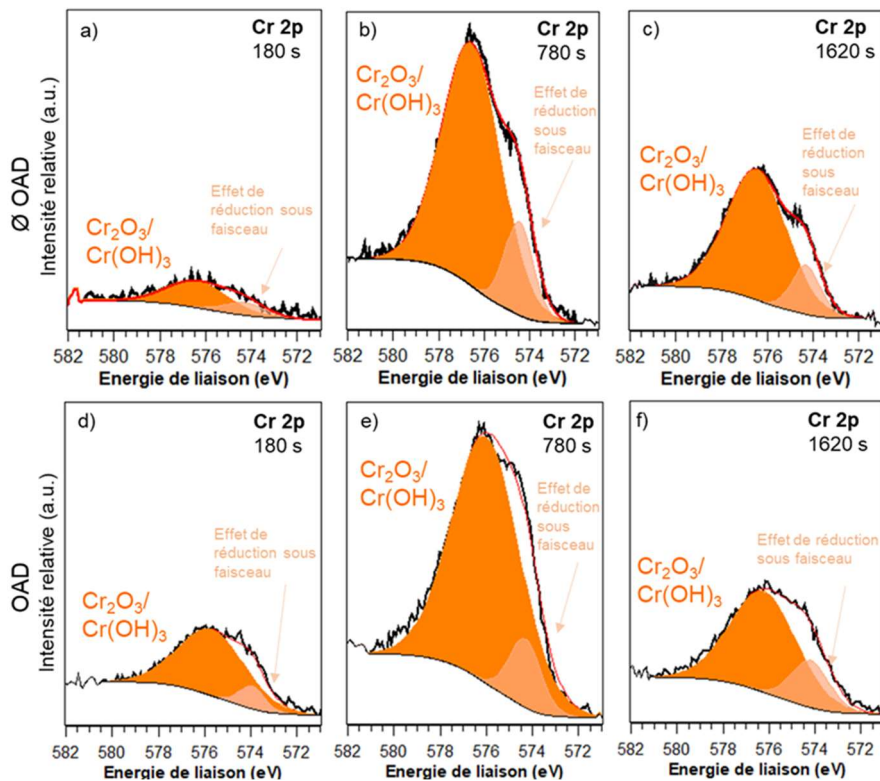 a)
Cr 2p
180 s
Effet de
réduction sous
faisceau
Cr₂O₃/
Cr(OH)₃
582 580 578 576 574 572
Energie de liaison (eV)
b)
Cr 2p
780 s
Cr₂O₃/
Cr(OH)₃
Effet de
réduction
sous
faisceau
582 580 578 576 574 572
Energie de liaison (eV)
c)
Cr 2p
1620 s
Effet de
réduction
sous
faisceau
Cr₂O₃/
Cr(OH)₃
582 580 578 576 574 572
Energie de liaison (eV)
Ø OAD
Intensité relative (a.u.)
d)
Cr 2p
180 s
Effet de
réduction sous
faisceau
Cr₂O₃/
Cr(OH)₃
582 580 578 576 574 572
Energie de liaison (eV)
e)
Cr 2p
780 s
Cr₂O₃/
Cr(OH)₃
Effet de
réduction
sous
faisceau
582 580 578 576 574 572
Energie de liaison (eV)
f)
Cr 2p
1620 s
Effet de réduction
sous faisceau
Cr₂O₃/
Cr(OH)₃
582 580 578 576 574 572
Energie de liaison (eV)
OAD
Intensité relative (a.u.)